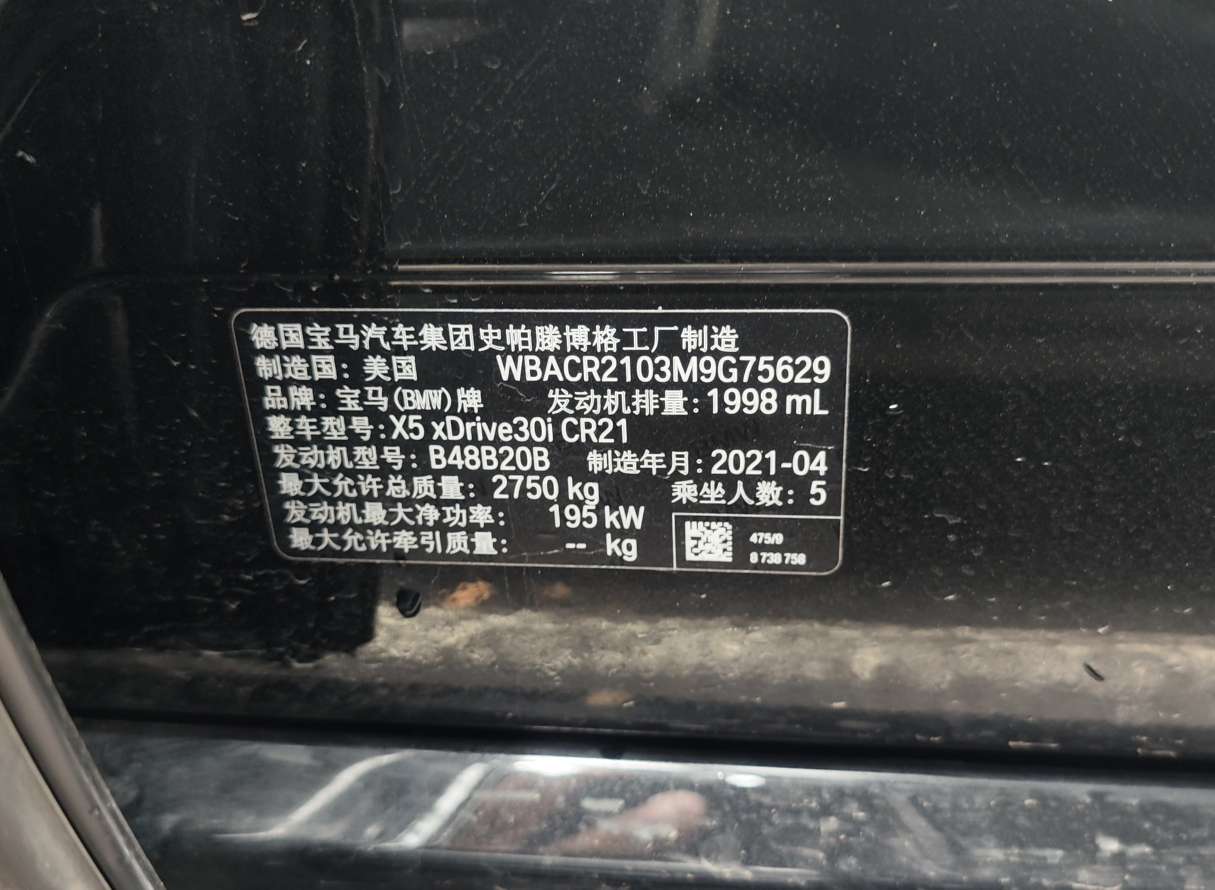 德国宝马汽车集团史帕滕博格工厂制造
制造国：美国 WBACR2103M9G75629
品牌：宝马(BMW)牌 发动机排量：1998 mL
整车型号：X5 xDrive30i CR21
发动机型号：B48B20B 制造年月：2021-04
最大允许总质量：2750 kg 乘坐人数：5
发动机最大净功率：195 kW
最大允许牵引质量：-- kg
475/9
8 738 758